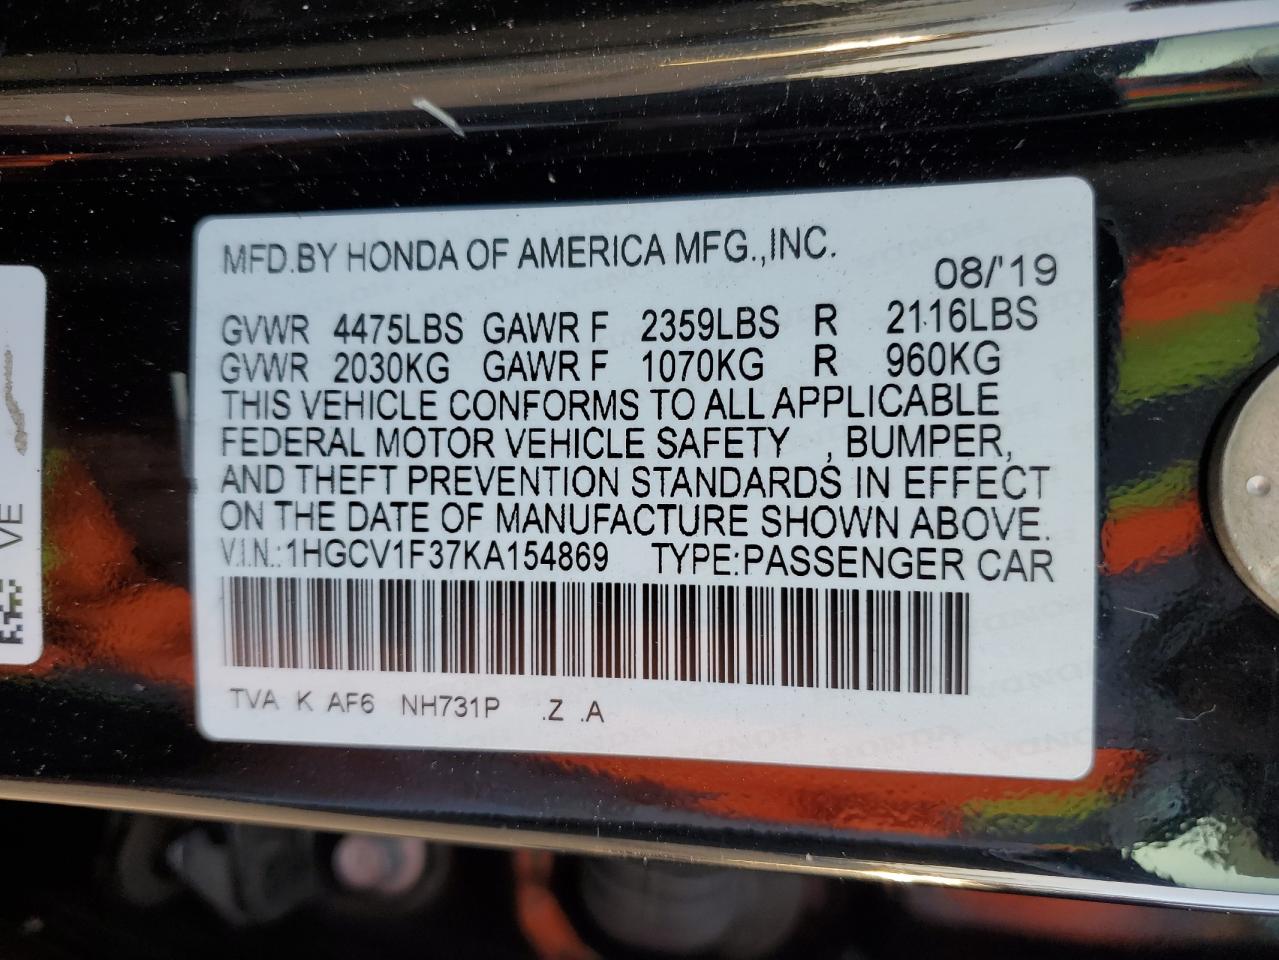 MFD.BY HONDA OF AMERICA MFG.,INC.
08/'19
GVWR 4475LBS GAWR F 2359LBS R 2116LBS
GVWR 2030KG GAWR F 1070KG R 960KG
THIS VEHICLE CONFORMS TO ALL APPLICABLE
FEDERAL MOTOR VEHICLE SAFETY , BUMPER,
AND THEFT PREVENTION STANDARDS IN EFFECT
ON THE DATE OF MANUFACTURE SHOWN ABOVE.
V.I.N.:1HGCV1F37KA154869 TYPE:PASSENGER CAR
TVA K AF6 NH731P .Z .A
VE